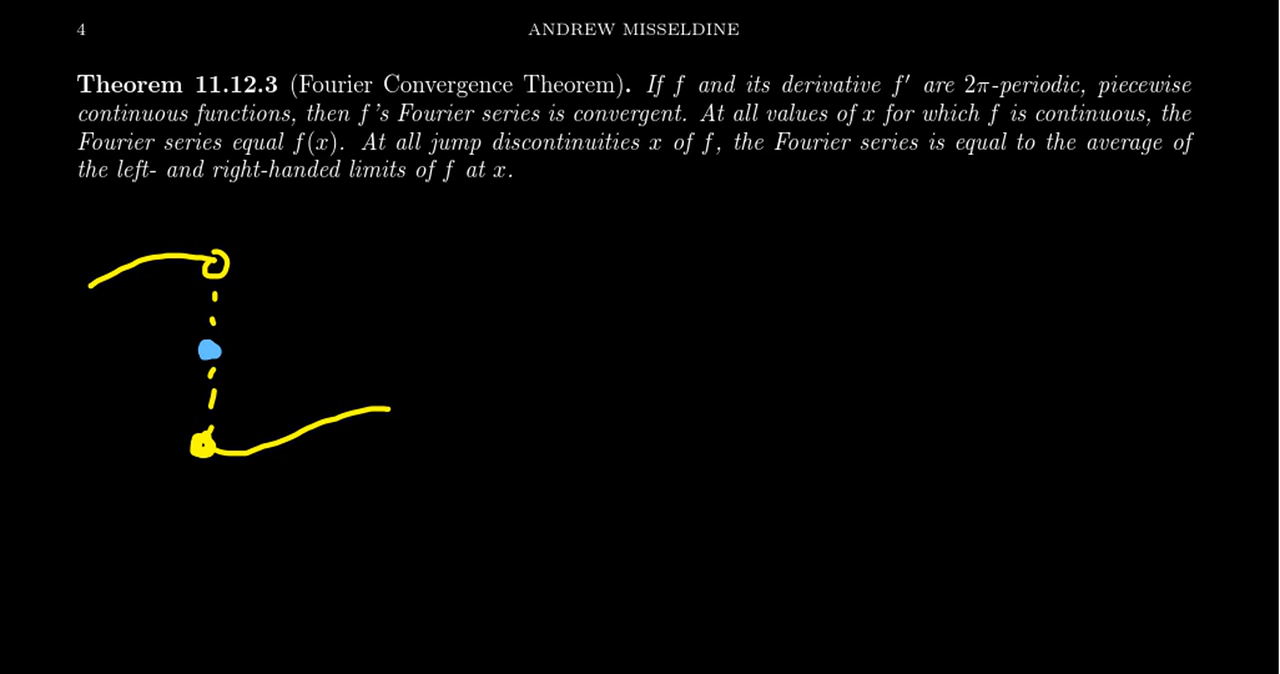 4
ANDREW MISSELDINE
Theorem 11.12.3 (Fourier Convergence Theorem). If f and its derivative f′ are 2π-periodic, piecewise
continuous functions, then f's Fourier series is convergent. At all values of x for which f is continuous, the
Fourier series equal f(x). At all jump discontinuities x of f, the Fourier series is equal to the average of
the left- and right-handed limits of f at x.